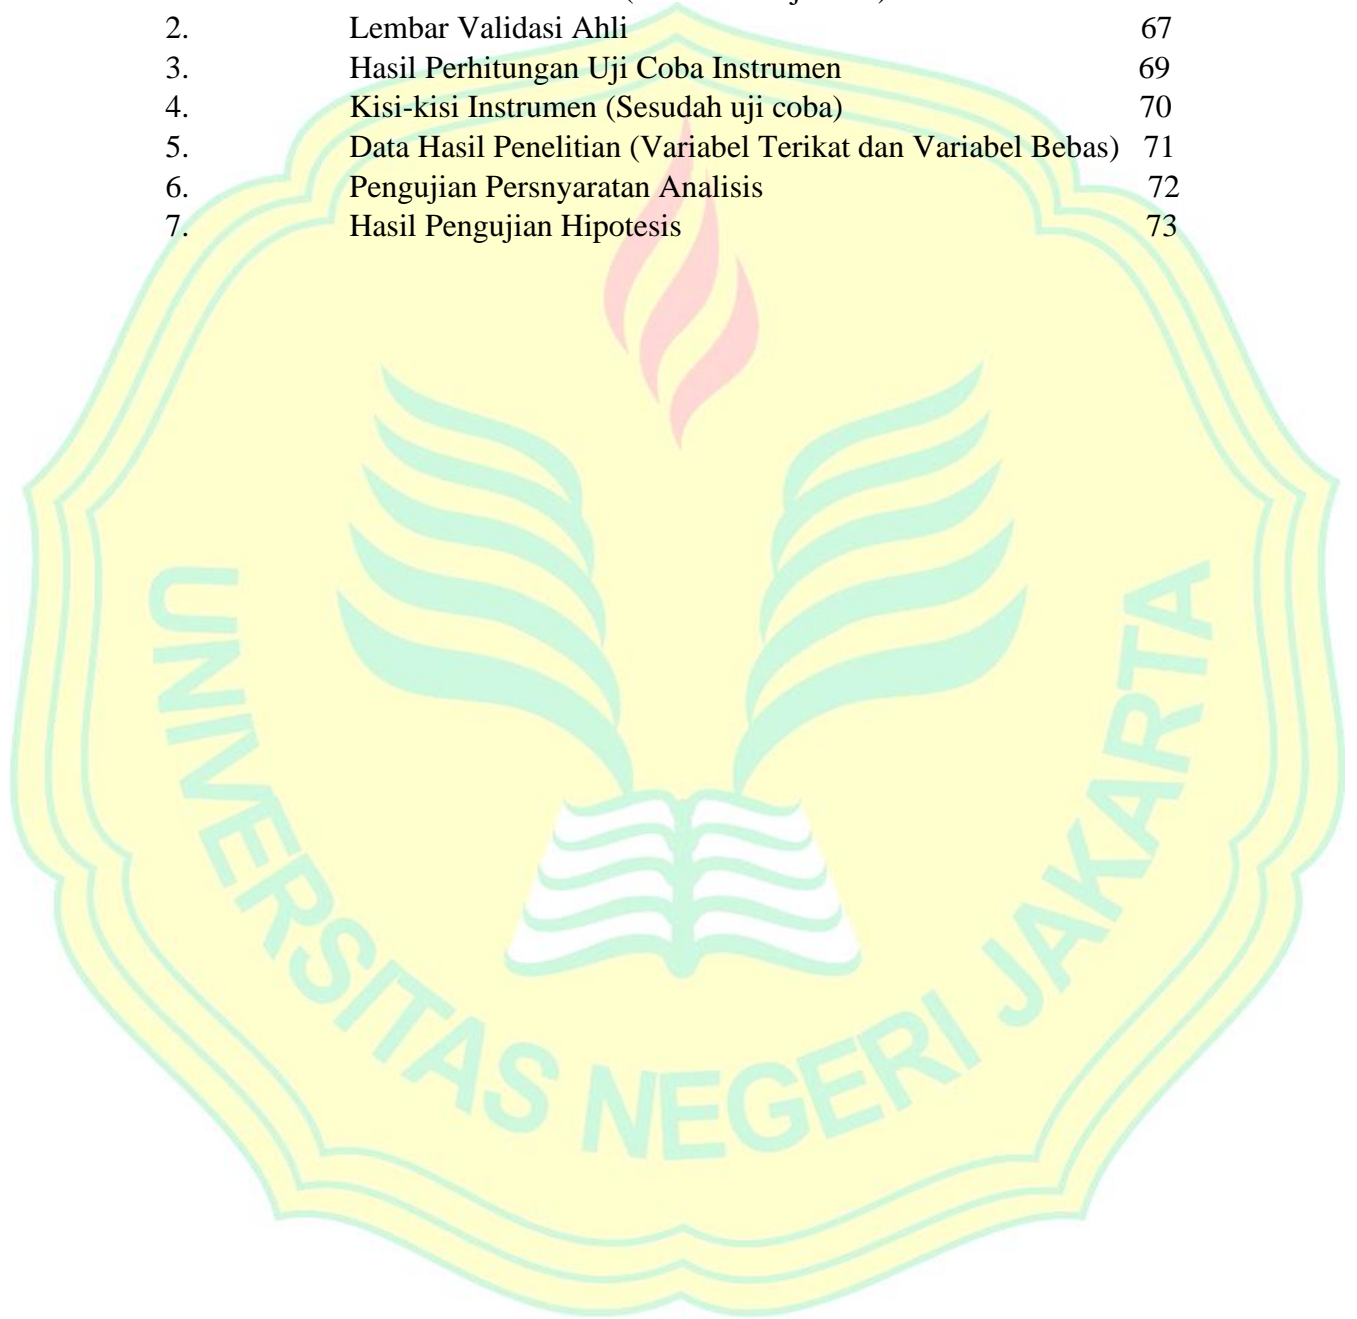 2. Lembar Validasi Ahli 67
3. Hasil Perhitungan Uji Coba Instrumen 69
4. Kisi-kisi Instrumen (Sesudah uji coba) 70
5. Data Hasil Penelitian (Variabel Terikat dan Variabel Bebas) 71
6. Pengujian Persnyaratan Analisis 72
7. Hasil Pengujian Hipotesis 73
UNIVERSITAS NEGERI JAKARTA